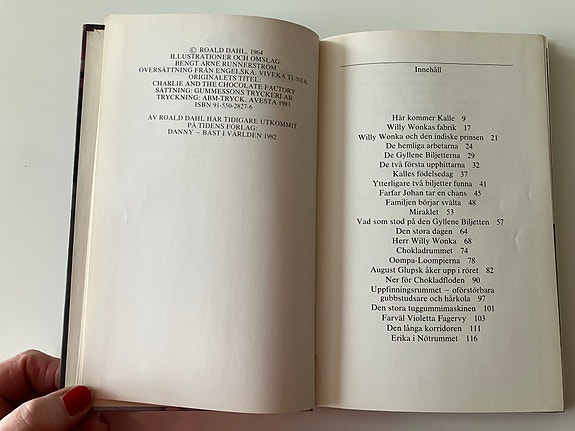 © ROALD DAHL, 1964
ILLUSTRATIONER OCH OMSLAG:
BENGT ARNE RUNNERSTRÖM
ÖVERSÄTTNING FRÅN ENGELSKA, VIVEKA TUNEK
ORIGINALETS TITEL:
CHARLIE AND THE CHOCOLATE FACTORY
SÄTTNING: GUMMESSONS TRYCKERI AB
TRYCKNING: ABM-TRYCK, AVESTA 1983
ISBN 91-550-2827-6
AV ROALD DAHL HAR TIDIGARE UTKOMMIT
PÅ TIDENS FÖRLAG:
DANNY – BÄST I VÄRLDEN 1982
Innehåll
Här kommer Kalle 9
Willy Wonkas fabrik 17
Willy Wonka och den indiske prinsen 21
De hemliga arbetarna 24
De Gyllene Biljetterna 29
De två första upphittarna 32
Kalles födelsedag 37
Ytterligare två biljetter funna 41
Farfar Johan tar en chans 45
Familjen börjar svälta 48
Miraklet 53
Vad som stod på den Gyllene Biljetten 57
Den stora dagen 64
Herr Willy Wonka 68
Chokladrummet 74
Oompa-Loompierna 78
August Glupsk åker upp i röret 82
Ner för Chokladfloden 90
Uppfinningsrummet – oförstörbara
gubbstudsare och hårkola 97
Den stora tuggummimaskinen 101
Farväl Violetta Fagervy 103
Den långa korridoren 111
Erika i Nötrummet 116